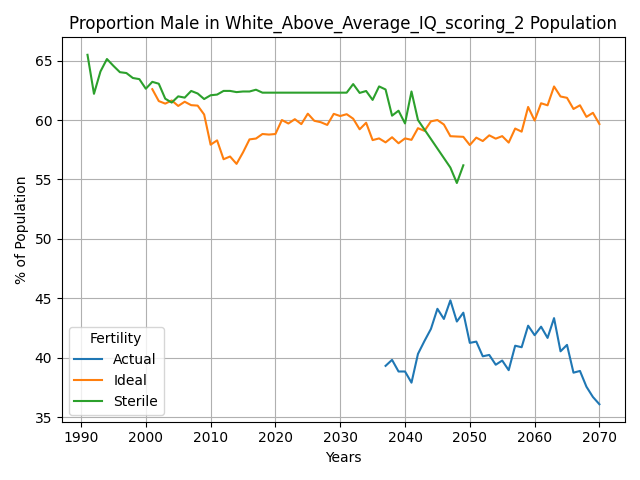 Proportion Male in White_Above_Average_IQ_scoring_2 Population
% of Population
65
60
55
50
45
40
35
Fertility
Actual
Ideal
Sterile
1990 2000 2010 2020 2030 2040 2050 2060 2070
Years